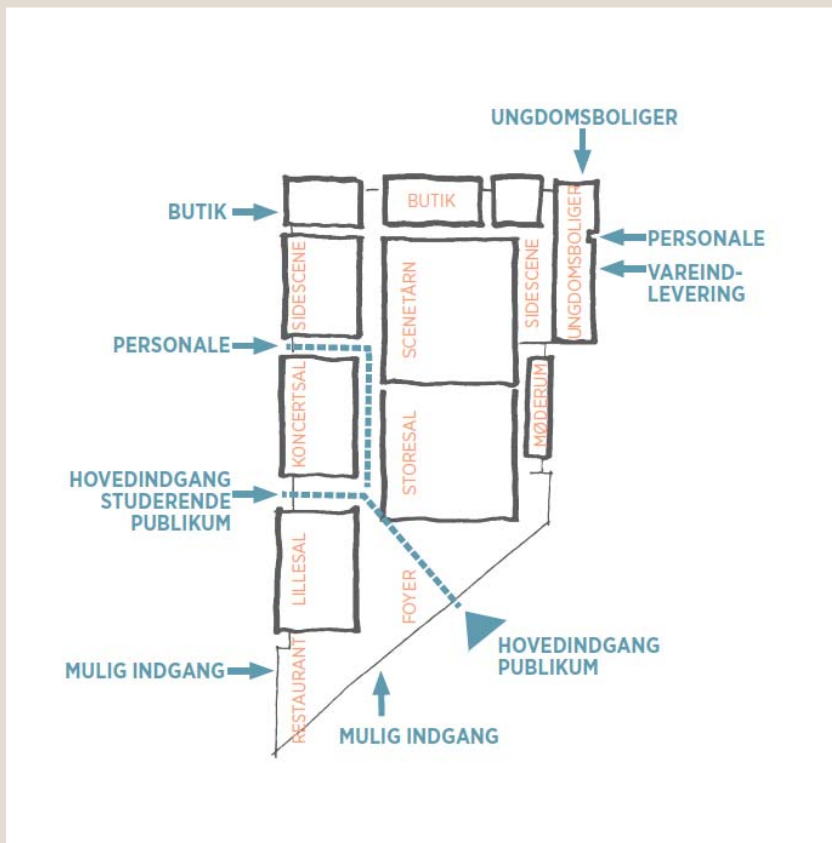 UNGDOMSBOLIGER
BUTIK
BUTIK
UNGDOMSBOLIGER
PERSONALE
VAREIND-
LEVERING
SIDESCENE
SCENETÅRN
SIDESCENE
PERSONALE
KONCERTSAL
STORESAL
MØDERUM
HOVEDINDGANG
STUDERENDE
PUBLIKUM
LILLESAL
FOYER
HOVEDINDGANG
PUBLIKUM
MULIG INDGANG
RESTAURANT
MULIG INDGANG